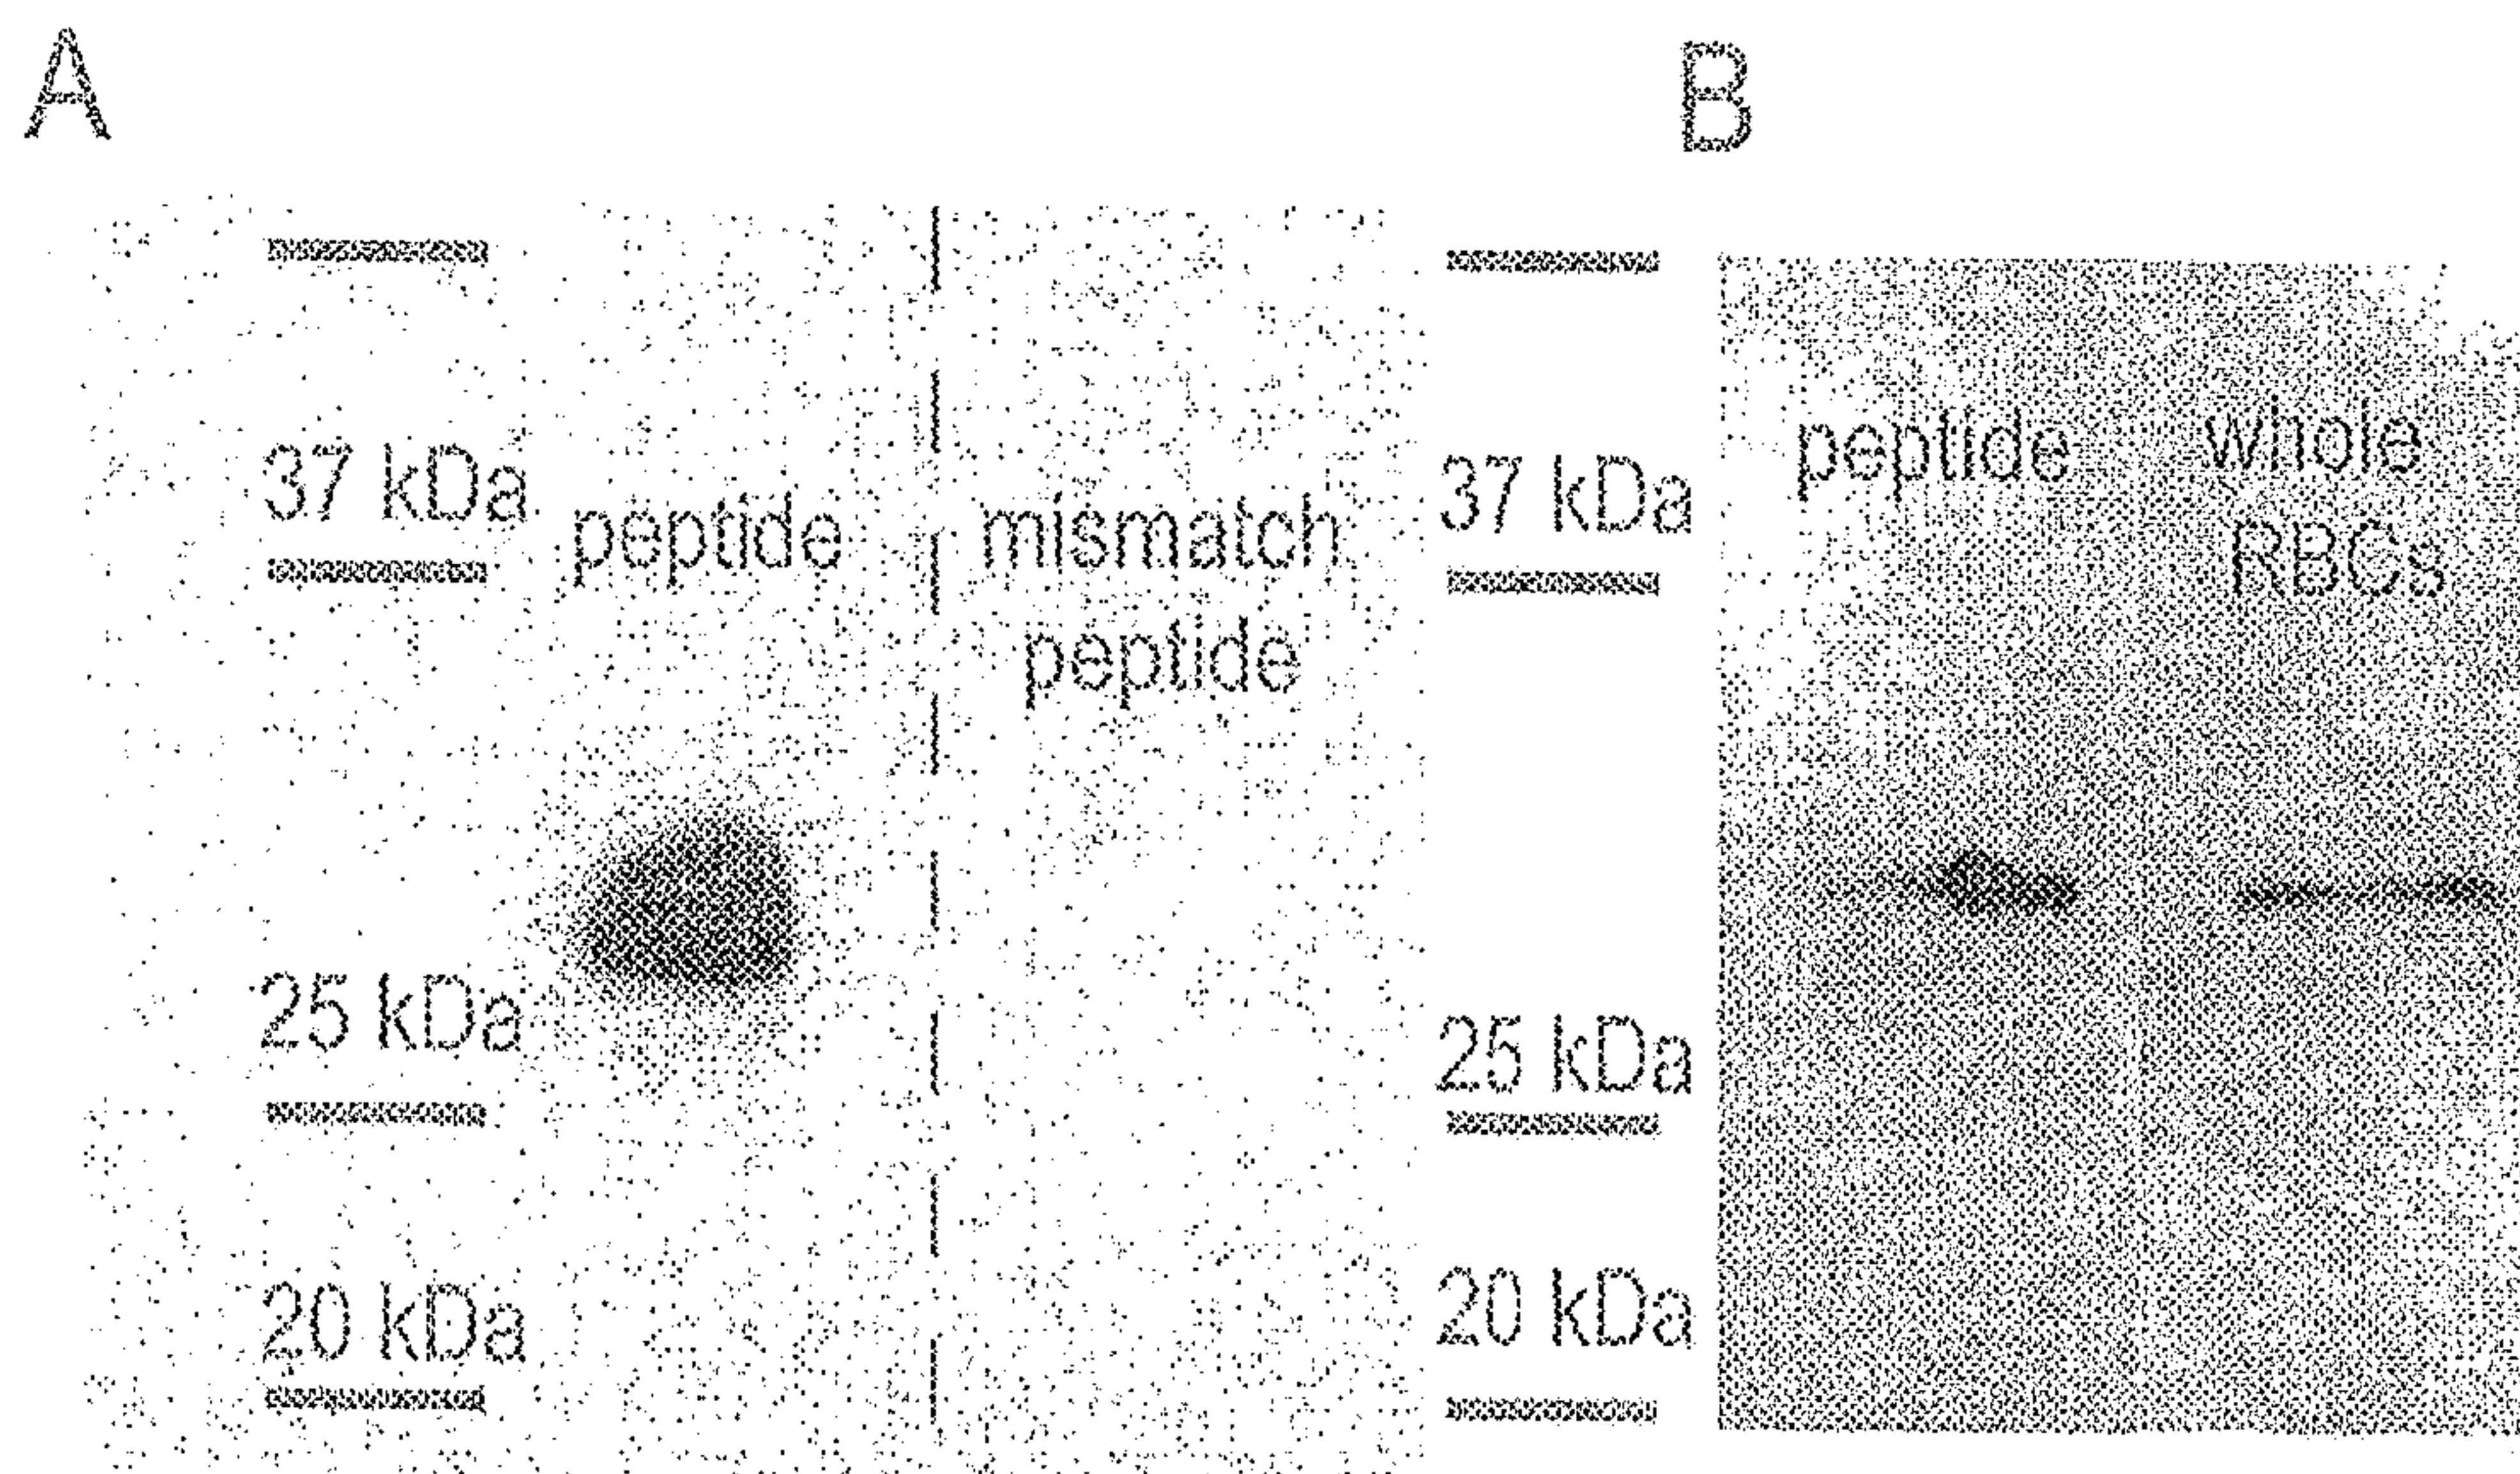 A
B
37 kDa
peptide
mismatch
peptide
25 kDa
20 kDa
37 kDa
peptide
whole
RBCs
25 kDa
20 kDa